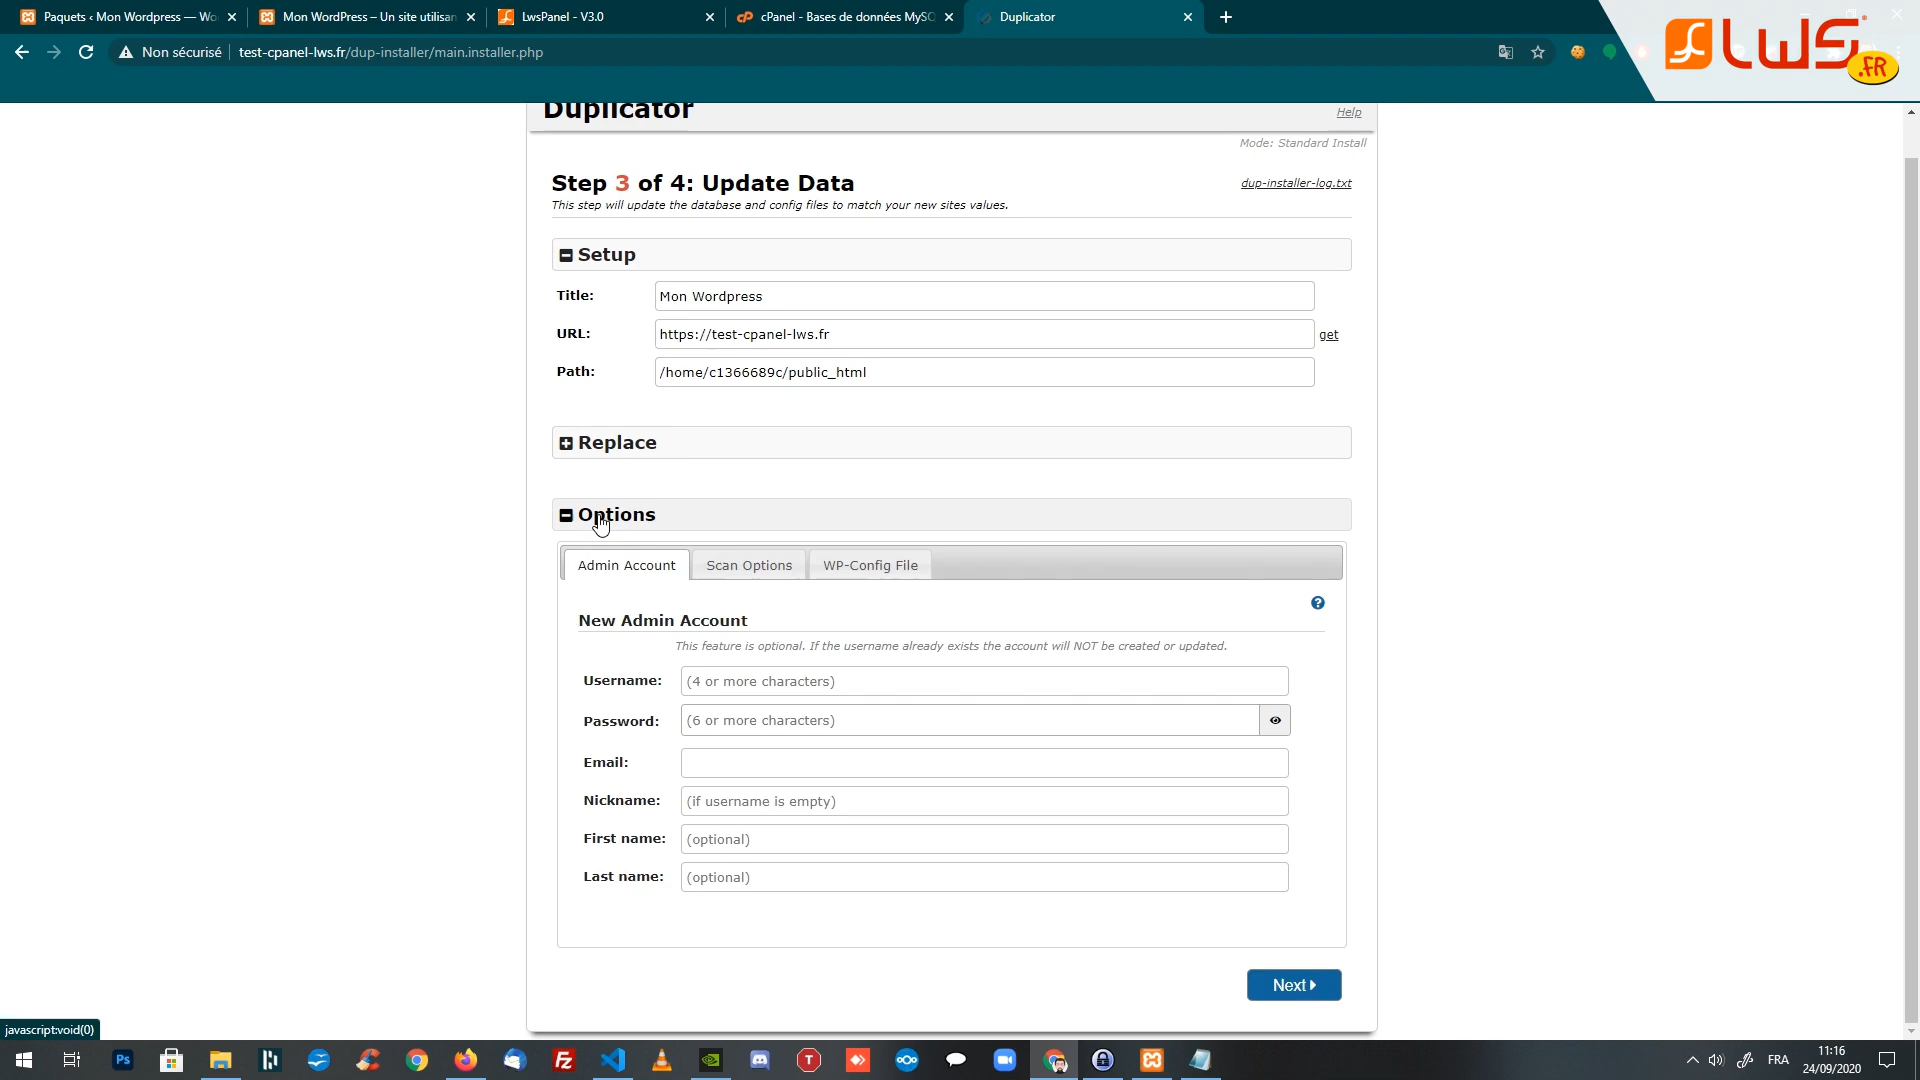 Paquets ‹ Mon Wordpress — Wo
Mon WordPress – Un site utilisan
LwsPanel - V3.0
cPanel - Bases de données MySQ
Duplicator
Non sécurisé
test-cpanel-lws.fr/dup-installer/main.installer.php
LWS
.FR
Duplicator
Help
Mode: Standard Install
Step 3 of 4: Update Data
dup-installer-log.txt
This step will update the database and config files to match your new sites values.
Setup
Title:
Mon Wordpress
URL:
https://test-cpanel-lws.fr
get
Path:
/home/c1366689c/public_html
Replace
Options
Admin Account
Scan Options
WP-Config File
New Admin Account
This feature is optional. If the username already exists the account will NOT be created or updated.
Username:
(4 or more characters)
Password:
(6 or more characters)
Email:
Nickname:
(if username is empty)
First name:
(optional)
Last name:
(optional)
Next
javascript:void(0)
Ps
Fz
T
FRA
11:16
24/09/2020